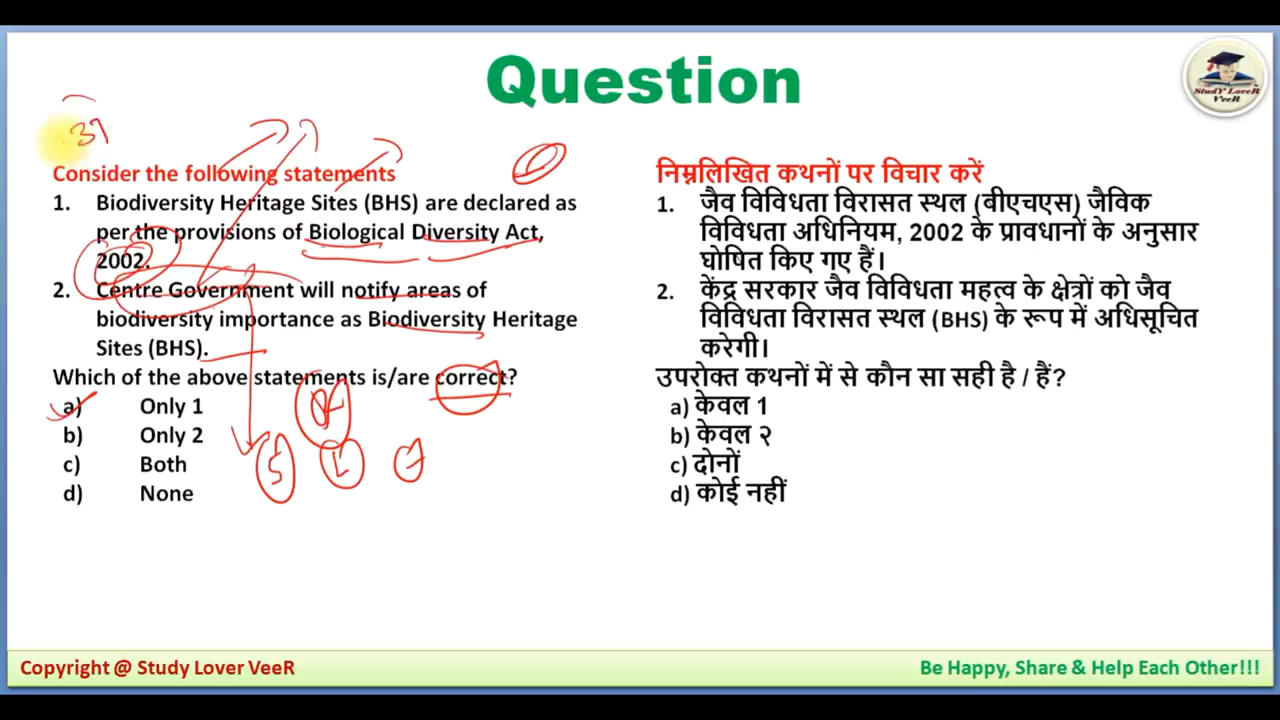 Question
StudY LoveR
VeeR
37
Consider the following statements
1. Biodiversity Heritage Sites (BHS) are declared as
per the provisions of Biological Diversity Act,
2002.
2. Centre Government will notify areas of
biodiversity importance as Biodiversity Heritage
Sites (BHS).
Which of the above statements is/are correct?
a) Only 1
b) Only 2
c) Both
d) None
निम्नलिखित कथनों पर विचार करें
1. जैव विविधता विरासत स्थल (बीएचएस) जैविक
विविधता अधिनियम, 2002 के प्रावधानों के अनुसार
घोषित किए गए हैं।
2. केंद्र सरकार जैव विविधता महत्व के क्षेत्रों को जैव
विविधता विरासत स्थल (BHS) के रूप में अधिसूचित
करेगी।
उपरोक्त कथनों में से कौन सा सही है / हैं?
a) केवल 1
b) केवल २
c) दोनों
d) कोई नहीं
Copyright @ Study Lover VeeR
Be Happy, Share & Help Each Other!!!